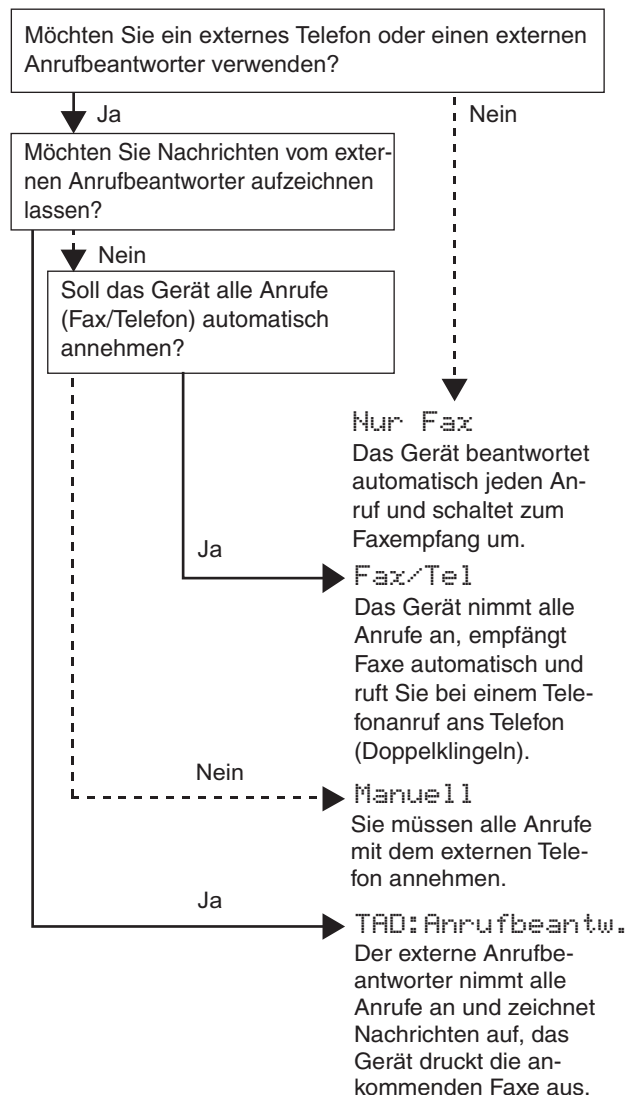 Möchten Sie ein externes Telefon oder einen externen
Anrufbeantworter verwenden?
Ja
Nein
Möchten Sie Nachrichten vom exter-
nen Anrufbeantworter aufzeichnen
lassen?
Nein
Soll das Gerät alle Anrufe
(Fax/Telefon) automatisch
annehmen?
Nur Fax
Das Gerät beantwortet
automatisch jeden An-
ruf und schaltet zum
Faxempfang um.
Ja
Fax/Tel
Das Gerät nimmt alle
Anrufe an, empfängt
Faxe automatisch und
ruft Sie bei einem Tele-
fonanruf ans Telefon
(Doppelklingeln).
Nein
Manuell
Sie müssen alle Anrufe
mit dem externen Tele-
fon annehmen.
Ja
TAD:Anrufbeantw.
Der externe Anrufbe-
antworter nimmt alle
Anrufe an und zeichnet
Nachrichten auf, das
Gerät druckt die an-
kommenden Faxe aus.